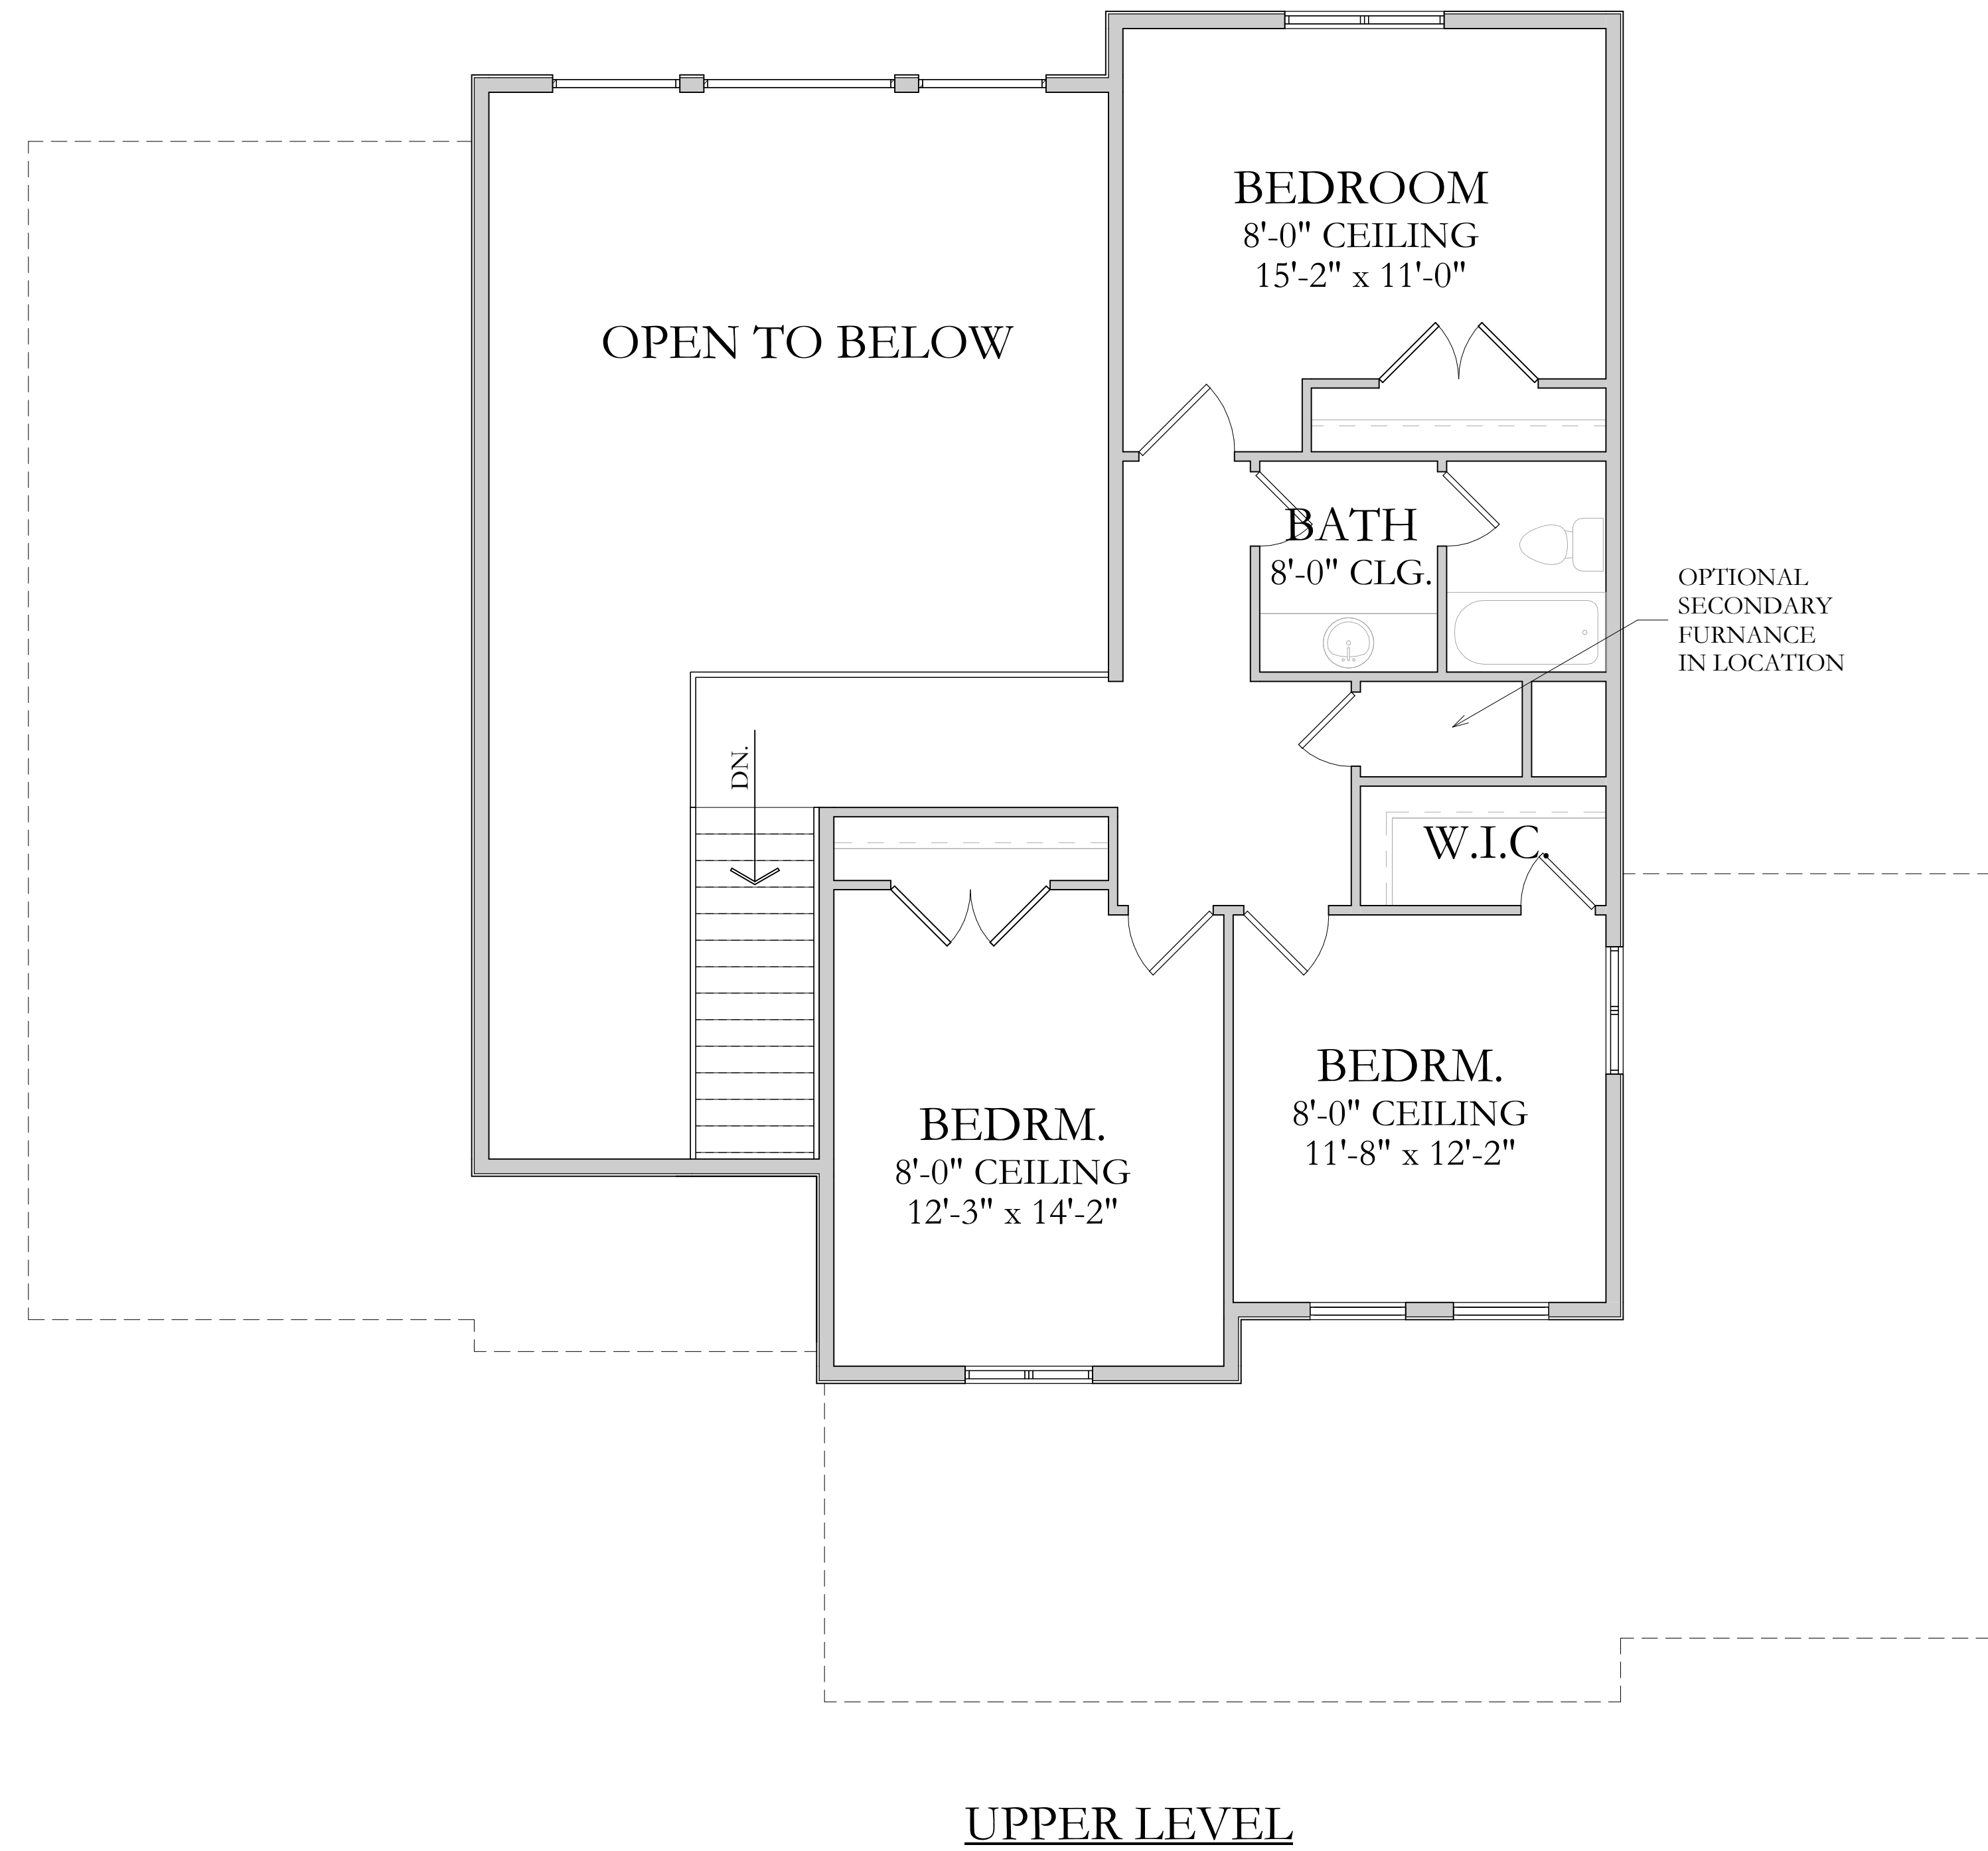 BEDROOM
8'-0" CEILING
15'-2" x 11'-0"
OPEN TO BELOW
BATH
8'-0" CLG.
OPTIONAL
SECONDARY
FURNANCE
IN LOCATION
DN.
W.I.C.
BEDRM.
8'-0" CEILING
11'-8" x 12'-2"
BEDRM.
8'-0" CEILING
12'-3" x 14'-2"
UPPER LEVEL